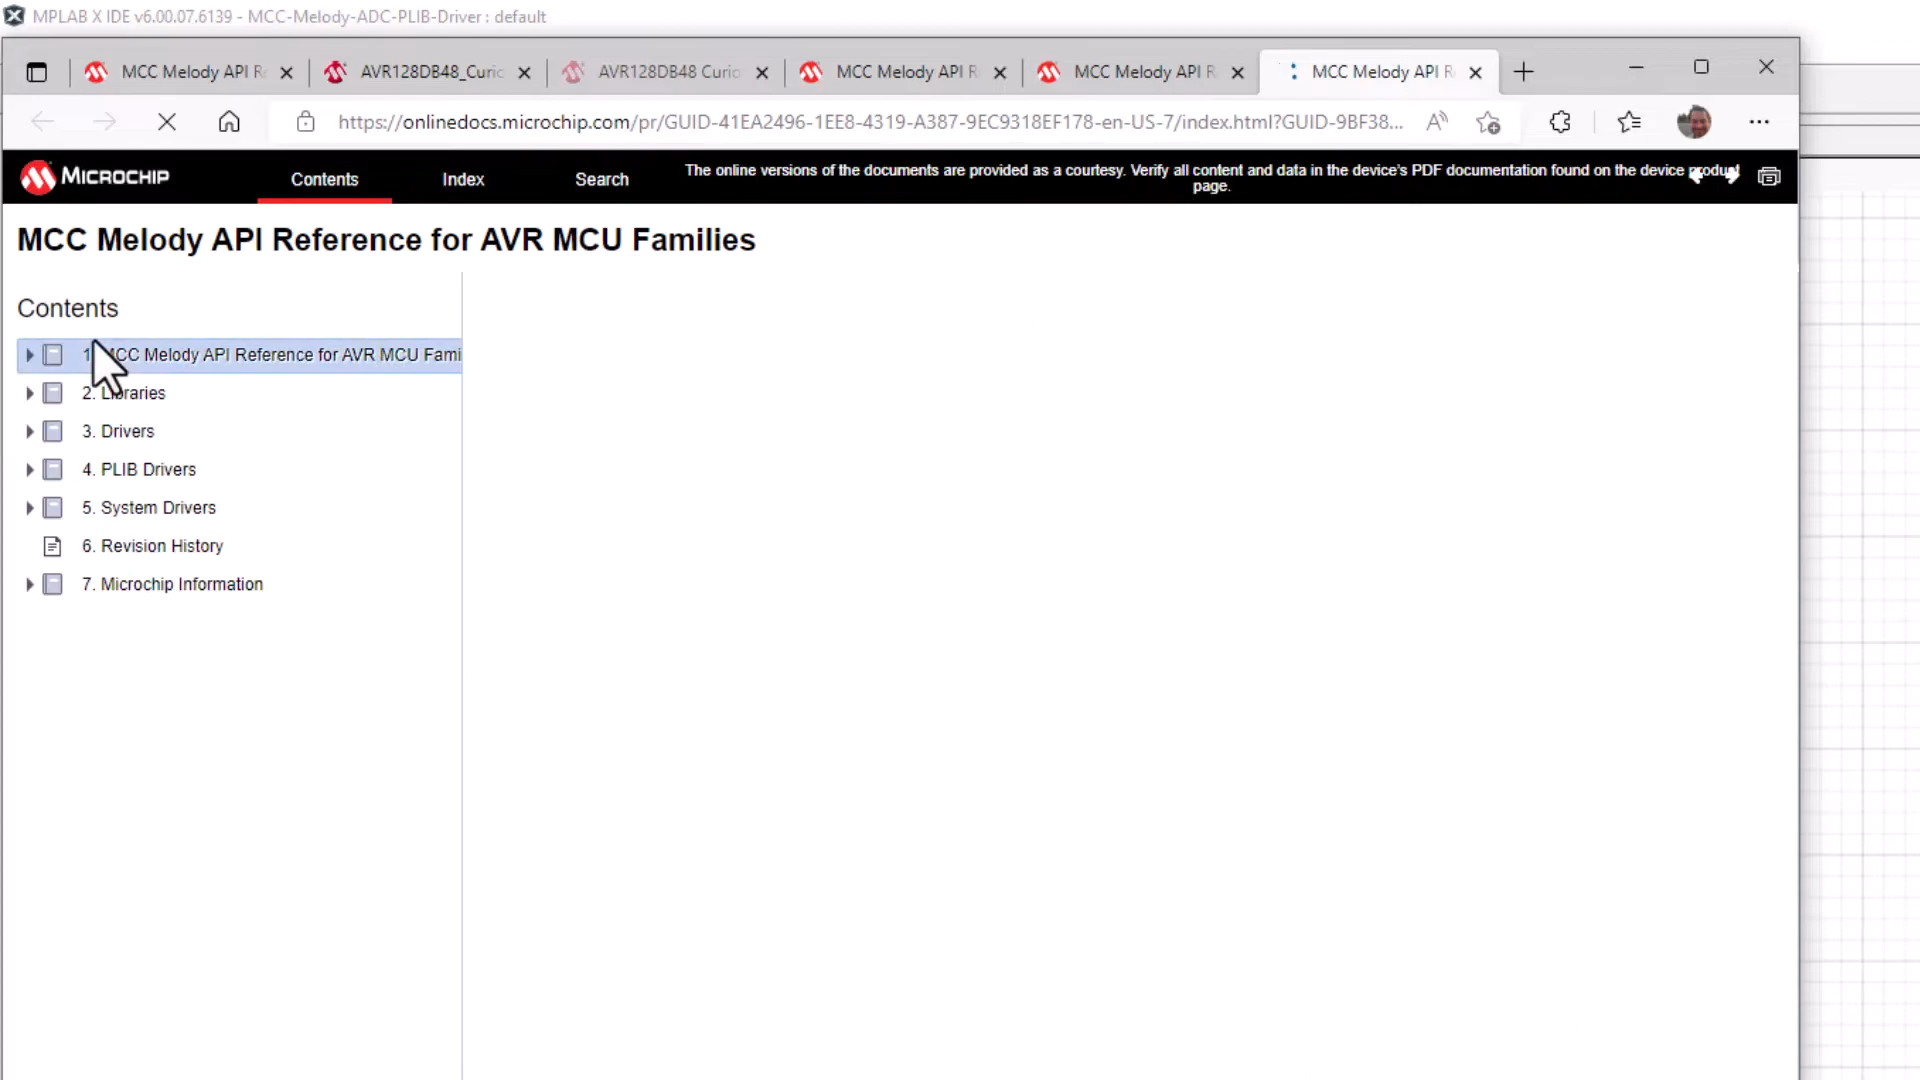 MPLAB X IDE v6.00.07.6139 - MCC-Melody-ADC-PLIB-Driver : default
MCC Melody API R
AVR128DB48_Curio
AVR128DB48 Curio
MCC Melody API R
MCC Melody API R
MCC Melody API R
https://onlinedocs.microchip.com/pr/GUID-41EA2496-1EE8-4319-A387-9EC9318EF178-en-US-7/index.html?GUID-9BF38...
MICROCHIP
Contents
Index
Search
The online versions of the documents are provided as a courtesy. Verify all content and data in the device's PDF documentation found on the device product
page.
MCC Melody API Reference for AVR MCU Families
Contents
1. MCC Melody API Reference for AVR MCU Fami
2. Libraries
3. Drivers
4. PLIB Drivers
5. System Drivers
6. Revision History
7. Microchip Information